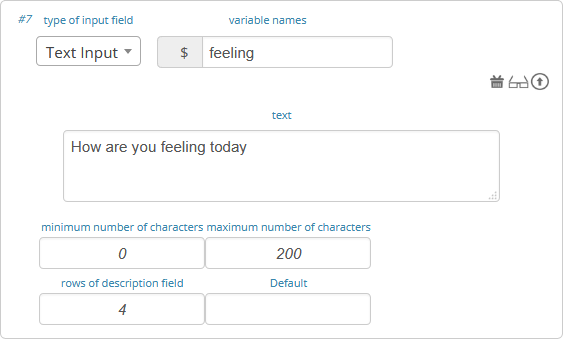 #7 type of input field variable names
Text Input $ feeling
text
How are you feeling today
minimum number of characters maximum number of characters
0 200
rows of description field Default
4